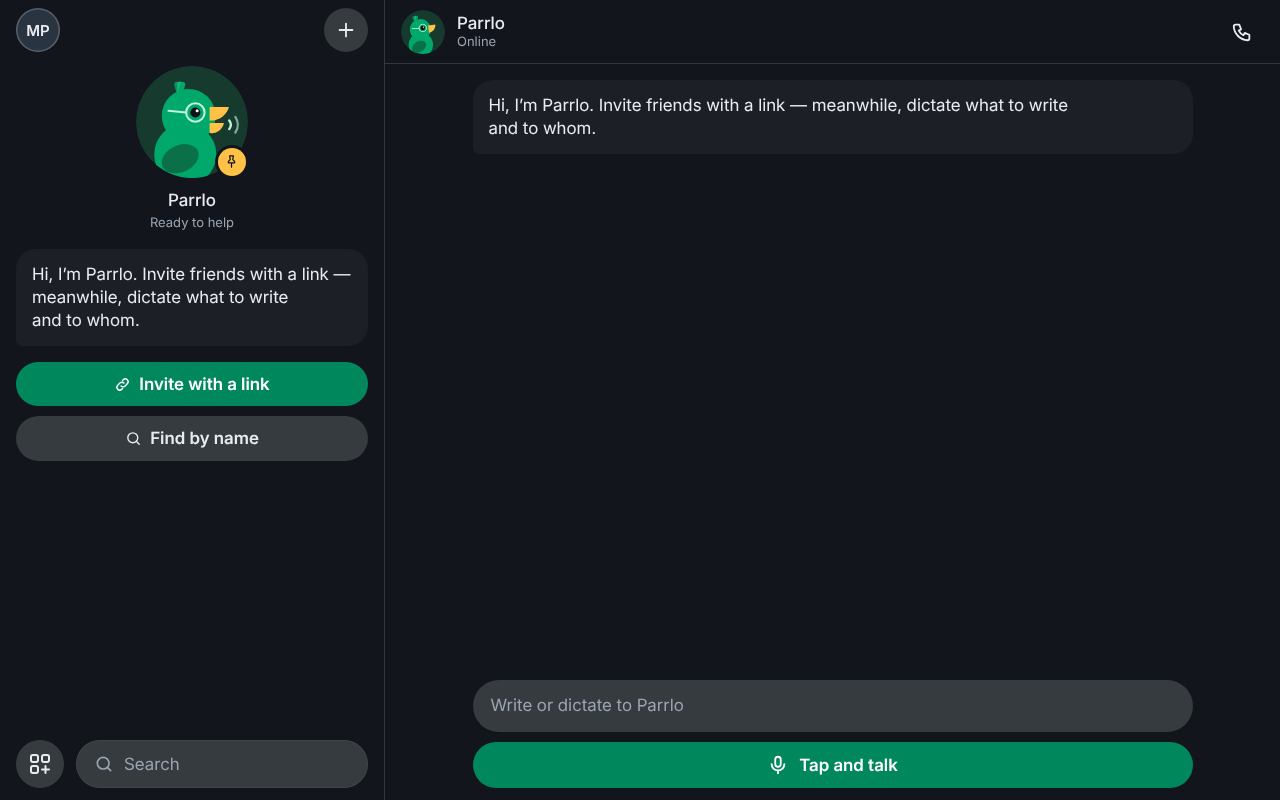 MP
Parrlo
Ready to help
Hi, I’m Parrlo. Invite friends with a link —
meanwhile, dictate what to write
and to whom.
Invite with a link
Find by name
Search
Parrlo
Online
Hi, I’m Parrlo. Invite friends with a link — meanwhile, dictate what to write
and to whom.
Write or dictate to Parrlo
Tap and talk